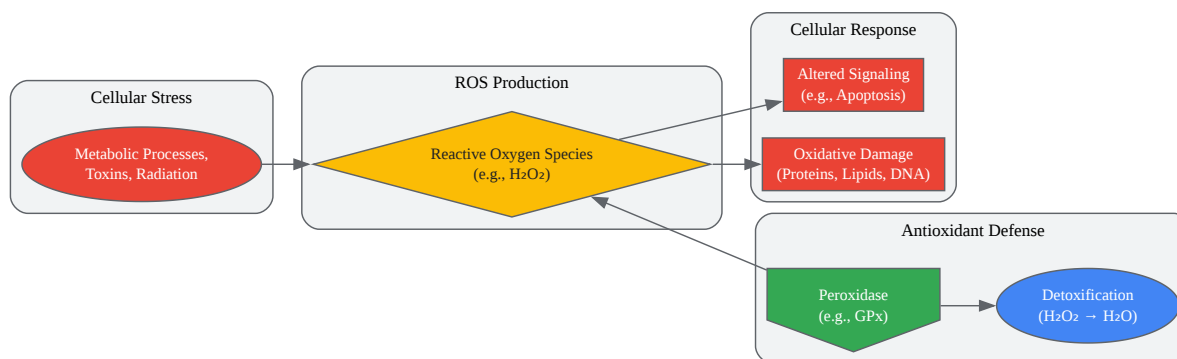 Cellular Stress
Metabolic Processes,
Toxins, Radiation
ROS Production
Reactive Oxygen Species
(e.g., H₂O₂)
Cellular Response
Altered Signaling
(e.g., Apoptosis)
Oxidative Damage
(Proteins, Lipids, DNA)
Antioxidant Defense
Peroxidase
(e.g., GPx)
Detoxification
(H₂O₂ → H₂O)